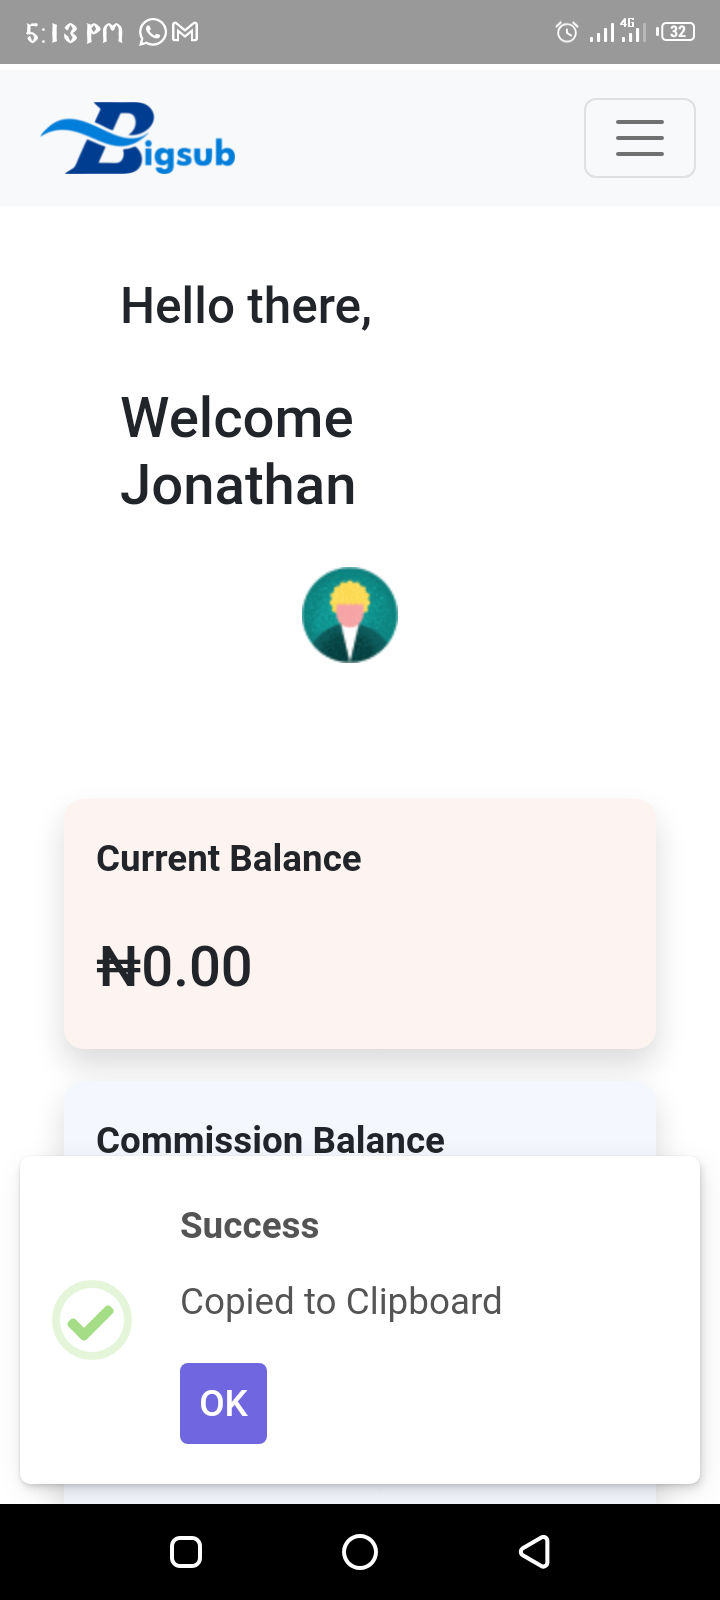 5:13 PM
4G
32
Bigsub
Hello there,
Welcome
Jonathan
Current Balance
₦0.00
Commission Balance
Success
Copied to Clipboard
OK